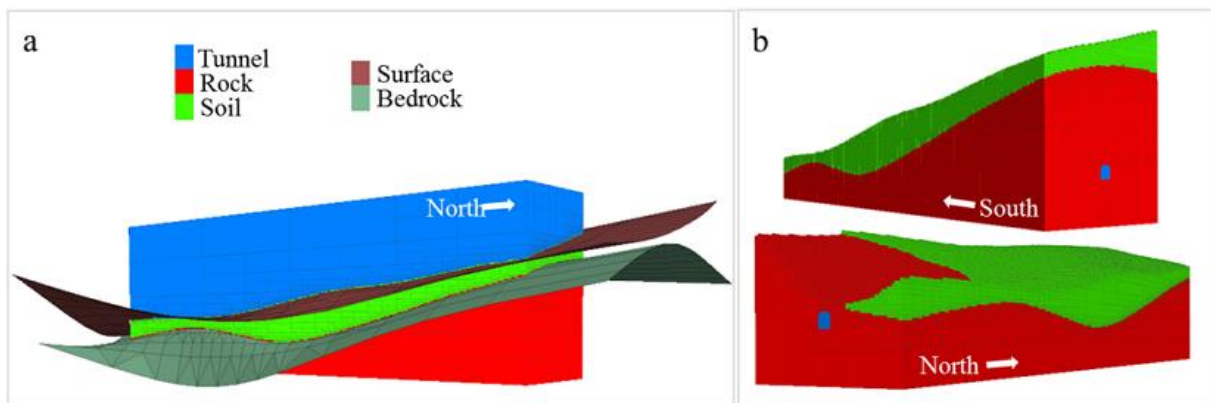 a
Tunnel
Rock
Soil
Surface
Bedrock
North
b
South
North